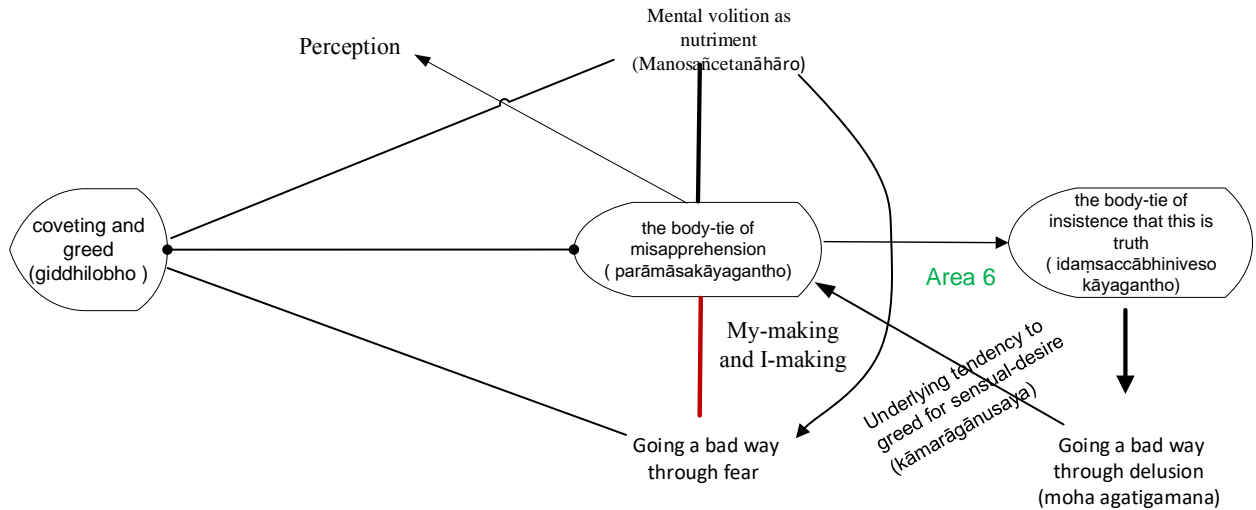 Mental volition as
nutriment
(Manosañcetanāhāro)
Perception
coveting and
greed
(giddhilobho )
the body-tie of
misapprehension
( parāmāsakāyagantho)
the body-tie of
insistence that this is
truth
( idaṃsaccābhiniveso
kāyagantho)
Area 6
My-making
and I-making
Underlying tendency to
greed for sensual-desire
(kāmarāgānusaya)
Going a bad way
through fear
Going a bad way
through delusion
(moha agatigamana)